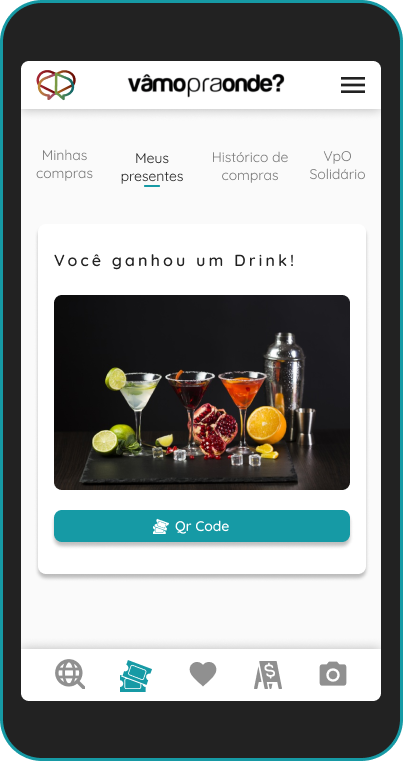 vâmopraonde?
Minhas
compras
Meus
presentes
Histórico de
compras
VpO
Solidário
Você ganhou um Drink!
Qr Code
$